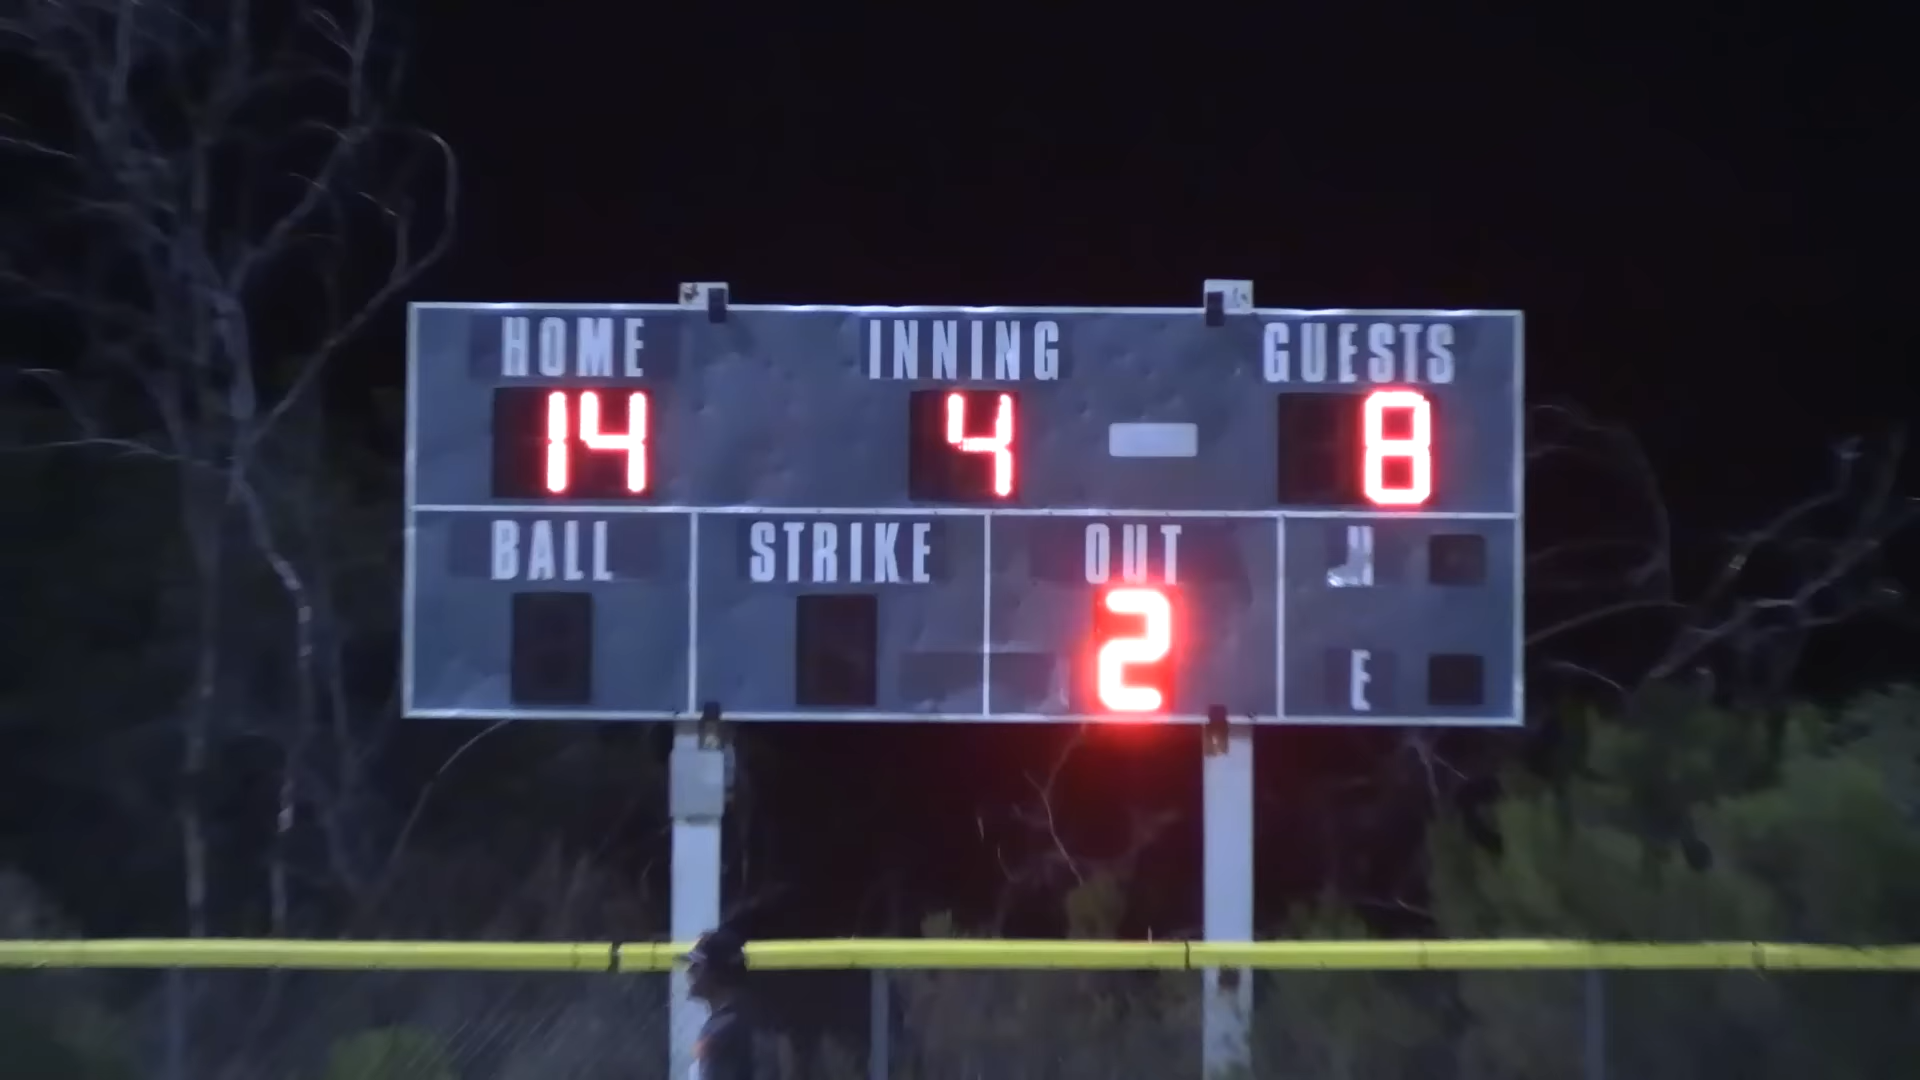 HOME INNING GUESTS
14 4 8
BALL STRIKE OUT H
2
E